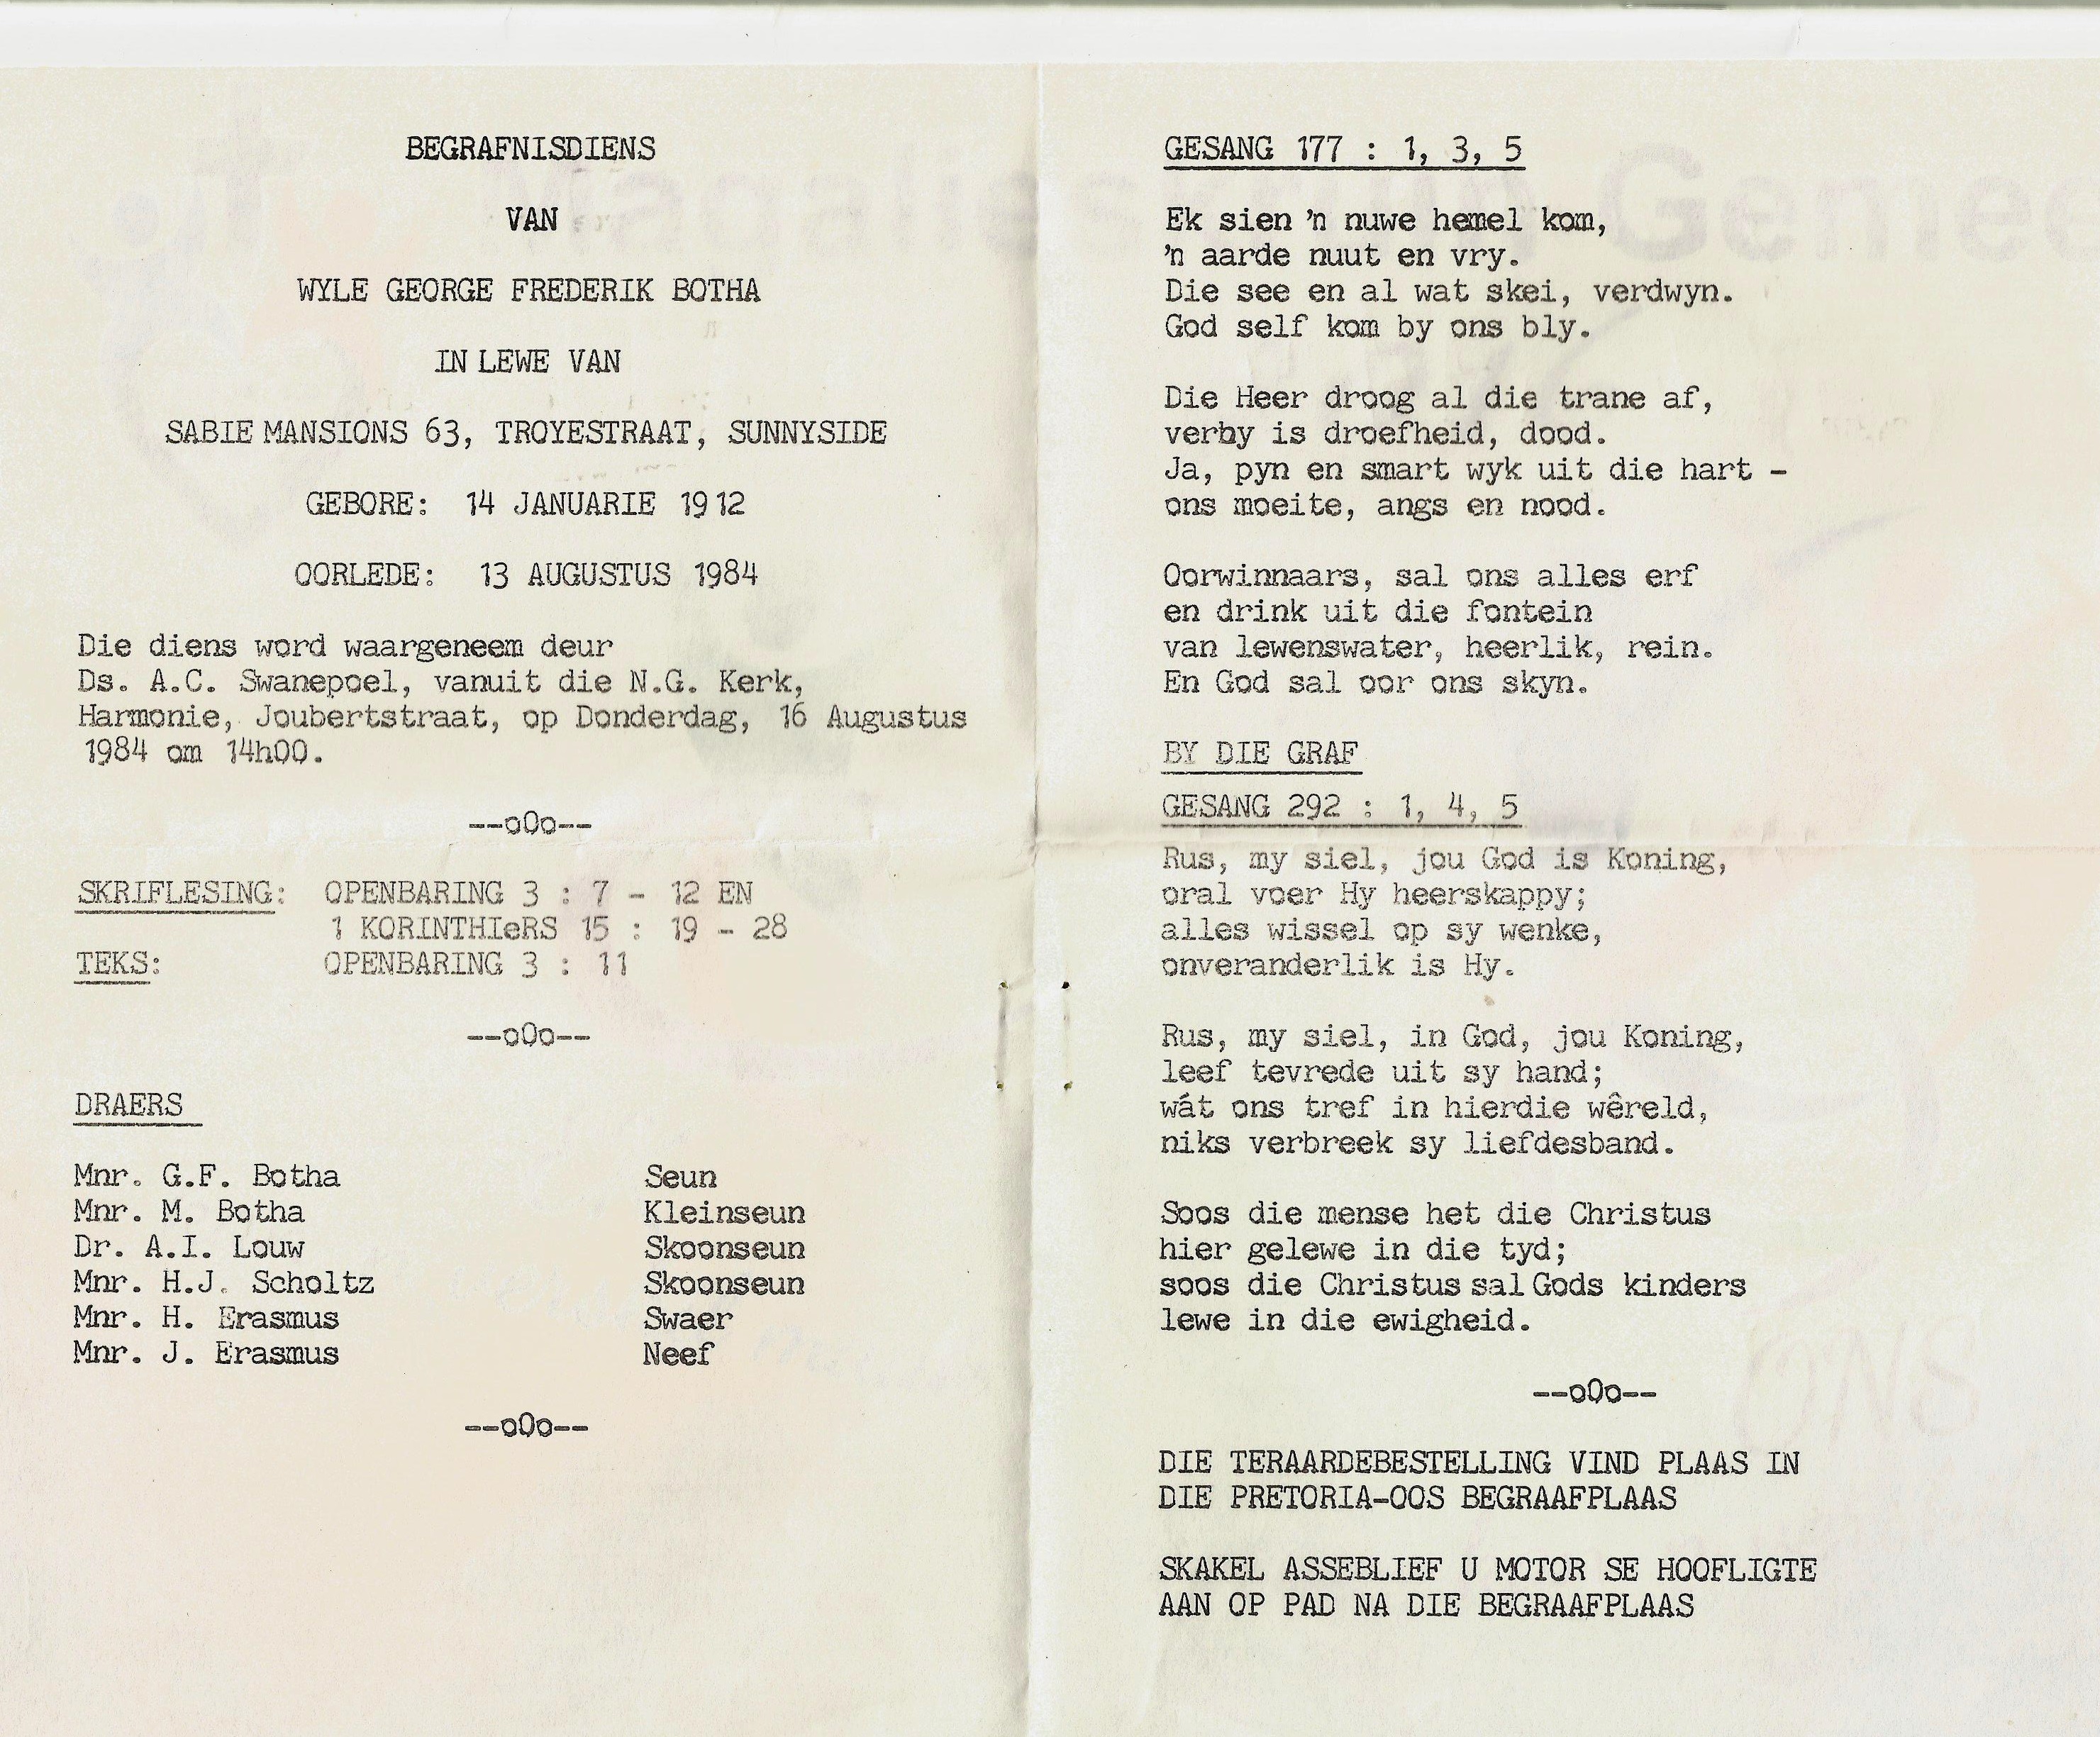 BEGRAFNISDIENS
VAN
WYLE GEORGE FREDERIK BOTHA
IN LEWE VAN
SABIE MANSIONS 63, TROYESTRAAT, SUNNYSIDE
GEBORE: 14 JANUARIE 1912
OORLEDE: 13 AUGUSTUS 1984
Die diens word waargeneem deur
Ds. A.C. Swanepoel, vanuit die N.G. Kerk,
Harmonie, Joubertstraat, op Donderdag, 16 Augustus
1984 om 14h00.
--oOo--
SKRIFLESING: OPENBARING 3 : 7 - 12 EN
1 KORINTHIeRS 15 : 19 - 28
TEKS: OPENBARING 3 : 11
--oOo--
DRAERS
Mnr. G.F. Botha Seun
Mnr. M. Botha Kleinseun
Dr. A.I. Louw Skoonseun
Mnr. H.J. Scholtz Skoonseun
Mnr. H. Erasmus Swaer
Mnr. J. Erasmus Neef
--oOo--
GESANG 177 : 1, 3, 5
Ek sien 'n nuwe hemel kom,
'n aarde nuut en vry.
Die see en al wat skei, verdwyn.
God self kom by ons bly.
Die Heer droog al die trane af,
verby is droefheid, dood.
Ja, pyn en smart wyk uit die hart -
ons moeite, angs en nood.
Oorwinnaars, sal ons alles erf
en drink uit die fontein
van lewenswater, heerlik, rein.
En God sal oor ons skyn.
BY DIE GRAF
GESANG 292 : 1, 4, 5
Rus, my siel, jou God is Koning,
oral voer Hy heerskappy;
alles wissel op sy wenke,
onveranderlik is Hy.
Rus, my siel, in God, jou Koning,
leef tevrede uit sy hand;
wát ons tref in hierdie wêreld,
niks verbreek sy liefdesband.
Soos die mense het die Christus
hier gelewe in die tyd;
soos die Christus sal Gods kinders
lewe in die ewigheid.
--oOo--
DIE TERAARDEBESTELLING VIND PLAAS IN
DIE PRETORIA-OOS BEGRAAFPLAAS
SKAKEL ASSEBLIEF U MOTOR SE HOOFLIGTE
AAN OP PAD NA DIE BEGRAAFPLAAS